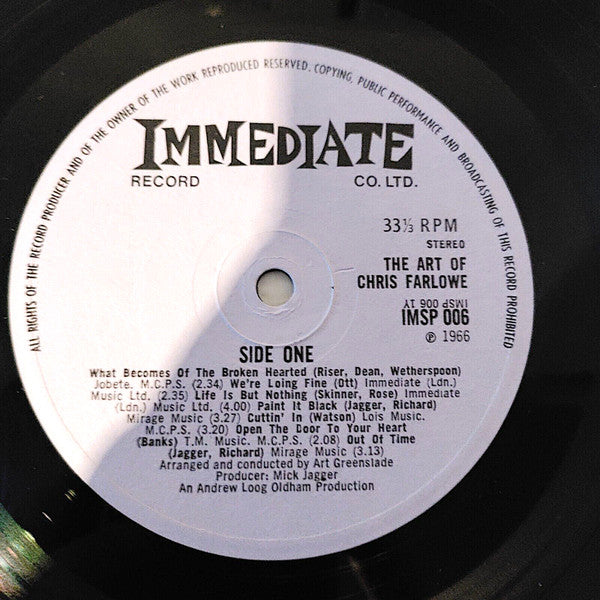 ALL RIGHTS OF THE RECORD PRODUCER AND OF THE OWNER OF THE WORK REPRODUCED RESERVED. COPYING, PUBLIC PERFORMANCE AND BROADCASTING OF THIS RECORD PROHIBITED
IMMEDIATE
RECORD CO. LTD.
33⅓ RPM
STEREO
THE ART OF
CHRIS FARLOWE
IMSP 006 1Y
IMSP 006
℗ 1966
SIDE ONE
What Becomes Of The Broken Hearted (Riser, Dean, Wetherspoon)
Jobete. M.C.P.S. (2.34) We're Loing Fine (Ott) Immediate (Ldn.)
Music Ltd. (2.35) Life Is But Nothing (Skinner, Rose) Immediate
(Ldn.) Music Ltd. (4.00) Paint It Black (Jagger, Richard)
Mirage Music (3.27) Cuttin' In (Watson) Lois Music.
M.C.P.S. (3.20) Open The Door To Your Heart
(Banks) T.M. Music. M.C.P.S. (2.08) Out Of Time
(Jagger, Richard) Mirage Music (3.13)
Arranged and conducted by Art Greenslade
Producer: Mick Jagger
An Andrew Loog Oldham Production